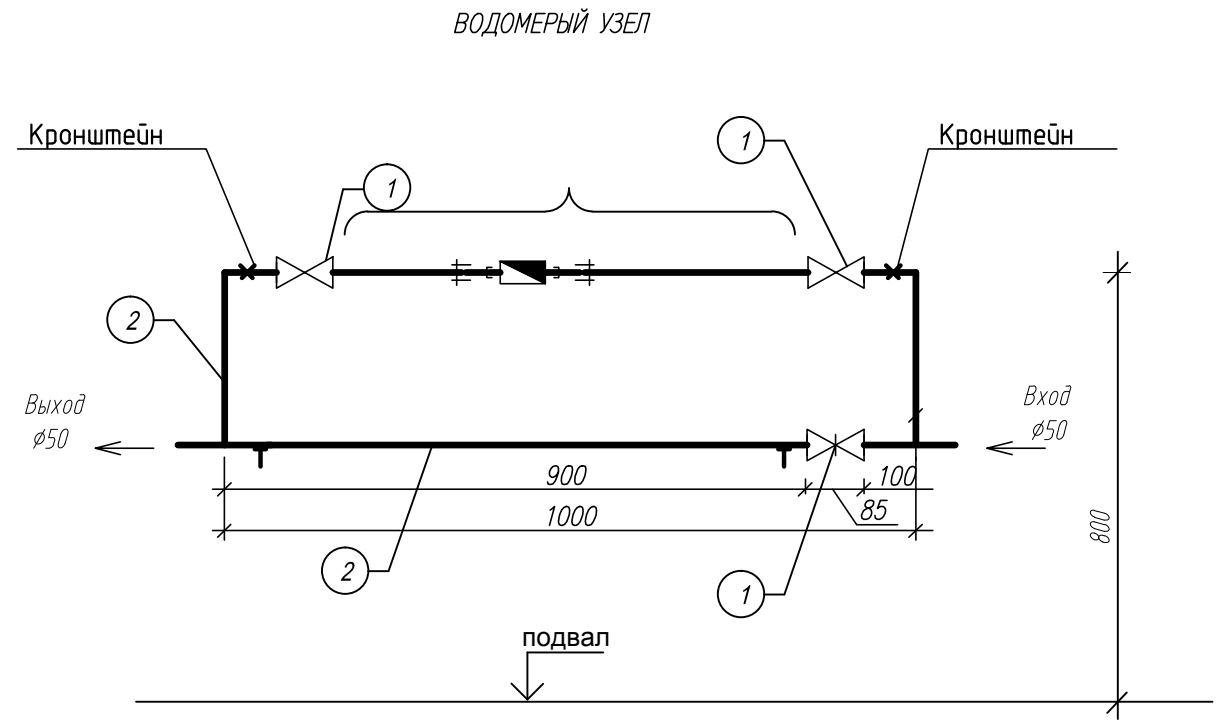 ВОДОМЕРЫЙ УЗЕЛ
Кронштейн
1
Кронштейн
1
2
Выход
ø50
Вход
ø50
900
100
1000
85
800
2
1
подвал